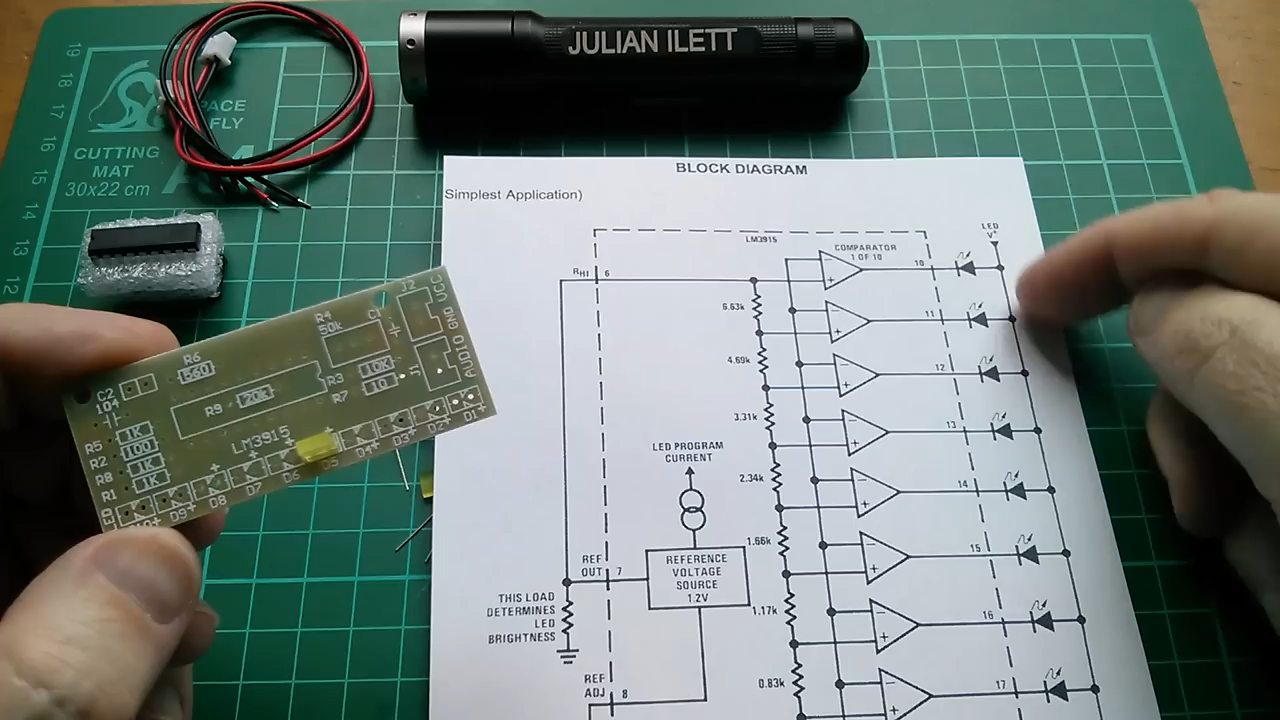 JULIAN ILETT
19
18
17
16
15
14
13
12
CUTTING
MAT
30x22 cm
PACE
FLY
A
BLOCK DIAGRAM
Simplest Application)
LM3915
COMPARATOR
1 OF 10
LED
V+
RHI
6
10
11
12
13
14
15
16
17
6.63k
4.69k
3.31k
2.34k
1.66k
1.17k
0.83k
LED PROGRAM
CURRENT
REFERENCE
VOLTAGE
SOURCE
1.2V
REF
OUT
7
THIS LOAD
DETERMINES
LED
BRIGHTNESS
REF
ADJ
8
J2
VCC
GND
AUDIO
J1
R4
50k
C1
R6
560
C2
104
R3
10K
R7
10
R9
20k
LM3915
R5
1K
R2
100
R8
1K
R1
1K
D1+
D2+
D3+
D4+
D5
D6
D7
D8
D9+